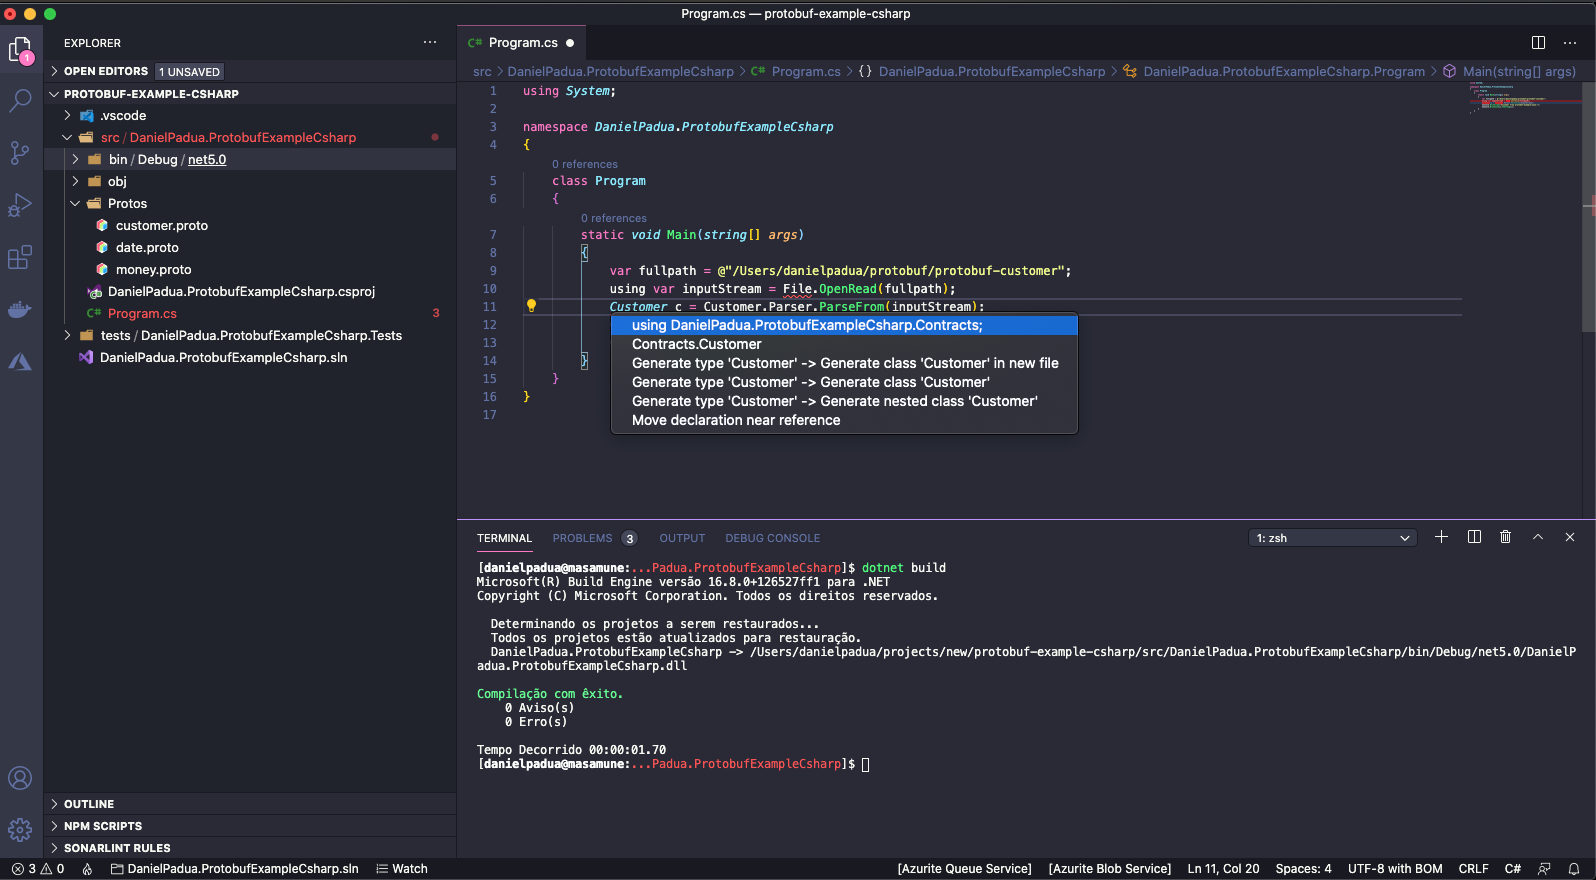 Program.cs — protobuf-example-csharp
EXPLORER
1
OPEN EDITORS 1 UNSAVED
PROTOBUF-EXAMPLE-CSHARP
.vscode
src / DanielPadua.ProtobufExampleCsharp
bin / Debug / net5.0
obj
Protos
customer.proto
date.proto
money.proto
DanielPadua.ProtobufExampleCsharp.csproj
C# Program.cs 3
tests / DanielPadua.ProtobufExampleCsharp.Tests
DanielPadua.ProtobufExampleCsharp.sln
OUTLINE
NPM SCRIPTS
SONARLINT RULES
C# Program.cs
src > DanielPadua.ProtobufExampleCsharp > C# Program.cs > {} DanielPadua.ProtobufExampleCsharp > DanielPadua.ProtobufExampleCsharp.Program > Main(string[] args)
1 using System;
2
3 namespace DanielPadua.ProtobufExampleCsharp
4 {
0 references
5 class Program
6 {
0 references
7 static void Main(string[] args)
8 {
9 var fullpath = @"/Users/danielpadua/protobuf/protobuf-customer";
10 using var inputStream = File.OpenRead(fullpath);
11 Customer c = Customer.Parser.ParseFrom(inputStream);
12
13
14 }
15 }
16 }
17
using DanielPadua.ProtobufExampleCsharp.Contracts;
Contracts.Customer
Generate type 'Customer' -> Generate class 'Customer' in new file
Generate type 'Customer' -> Generate class 'Customer'
Generate type 'Customer' -> Generate nested class 'Customer'
Move declaration near reference
TERMINAL PROBLEMS 3 OUTPUT DEBUG CONSOLE 1: zsh
[danielpadua@masamune:...Padua.ProtobufExampleCsharp]$ dotnet build
Microsoft(R) Build Engine versão 16.8.0+126527ff1 para .NET
Copyright (C) Microsoft Corporation. Todos os direitos reservados.
Determinando os projetos a serem restaurados...
Todos os projetos estão atualizados para restauração.
DanielPadua.ProtobufExampleCsharp -> /Users/danielpadua/projects/new/protobuf-example-csharp/src/DanielPadua.ProtobufExampleCsharp/bin/Debug/net5.0/DanielP
adua.ProtobufExampleCsharp.dll
Compilação com êxito.
0 Aviso(s)
0 Erro(s)
Tempo Decorrido 00:00:01.70
[danielpadua@masamune:...Padua.ProtobufExampleCsharp]$
3 0 DanielPadua.ProtobufExampleCsharp.sln Watch [Azurite Queue Service] [Azurite Blob Service] Ln 11, Col 20 Spaces: 4 UTF-8 with BOM CRLF C#